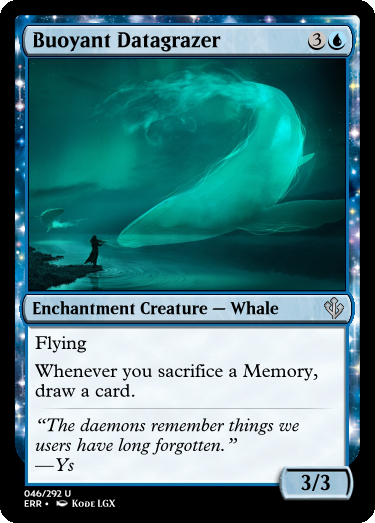 Buoyant Datagrazer 3
Enchantment Creature — Whale
Flying
Whenever you sacrifice a Memory,
draw a card.
“The daemons remember things we
users have long forgotten.”
—Ys
3/3
046/292 U
ERR • KODE LGX